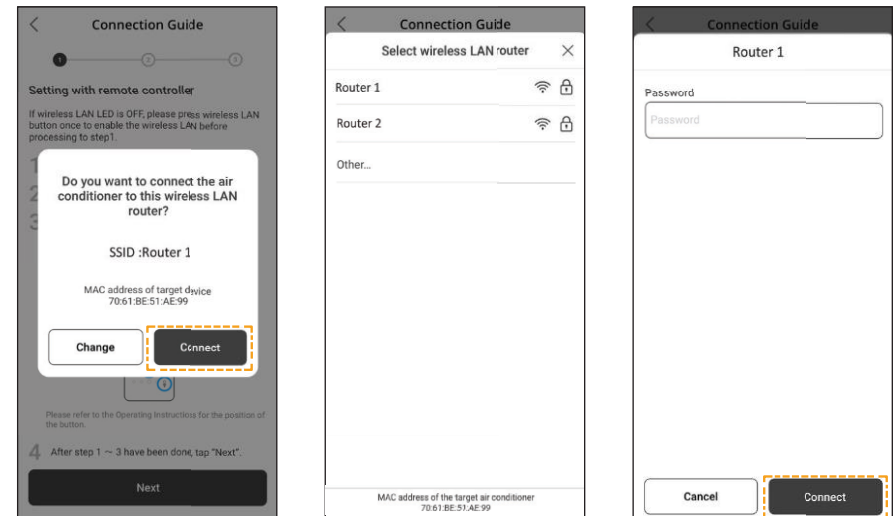 Connection Guide
1
2
3
Setting with remote controller
If wireless LAN LED is OFF, please press wireless LAN
button once to enable the wireless LAN before
processing to step1.
1
2
3
Do you want to connect the air
conditioner to this wireless LAN
router?
SSID :Router 1
MAC address of target device
70:61:BE:51:AE:99
Change
Connect
Please refer to the Operating Instructions for the position of
the button.
4 After step 1 ~ 3 have been done, tap "Next".
Next
Connection Guide
Select wireless LAN router
Router 1
Router 2
Other...
MAC address of the target air conditioner
70:61:BE:51:AE:99
Connection Guide
Router 1
Password
Password
Cancel
Connect